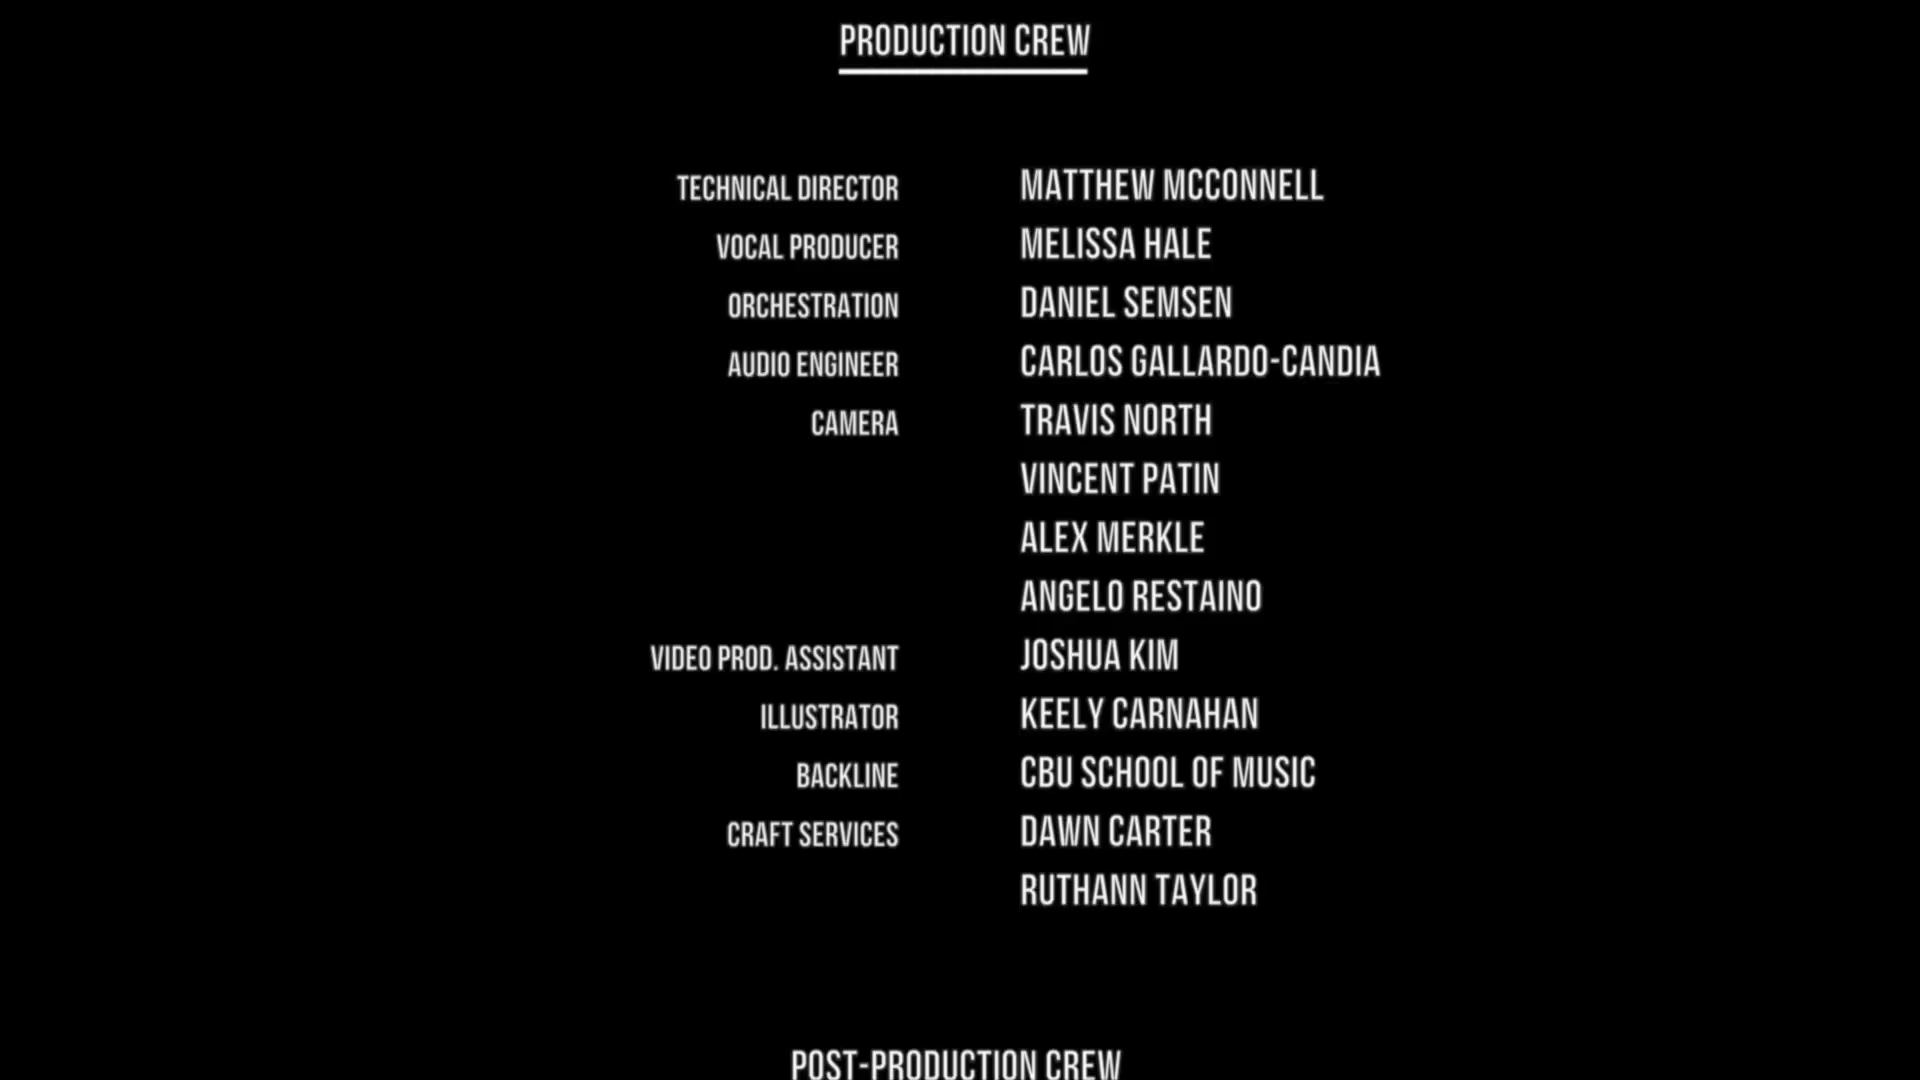 PRODUCTION CREW
TECHNICAL DIRECTOR MATTHEW MCCONNELL
VOCAL PRODUCER MELISSA HALE
ORCHESTRATION DANIEL SEMSEN
AUDIO ENGINEER CARLOS GALLARDO-CANDIA
CAMERA TRAVIS NORTH
VINCENT PATIN
ALEX MERKLE
ANGELO RESTAINO
VIDEO PROD. ASSISTANT JOSHUA KIM
ILLUSTRATOR KEELY CARNAHAN
BACKLINE CBU SCHOOL OF MUSIC
CRAFT SERVICES DAWN CARTER
RUTHANN TAYLOR
POST-PRODUCTION CREW